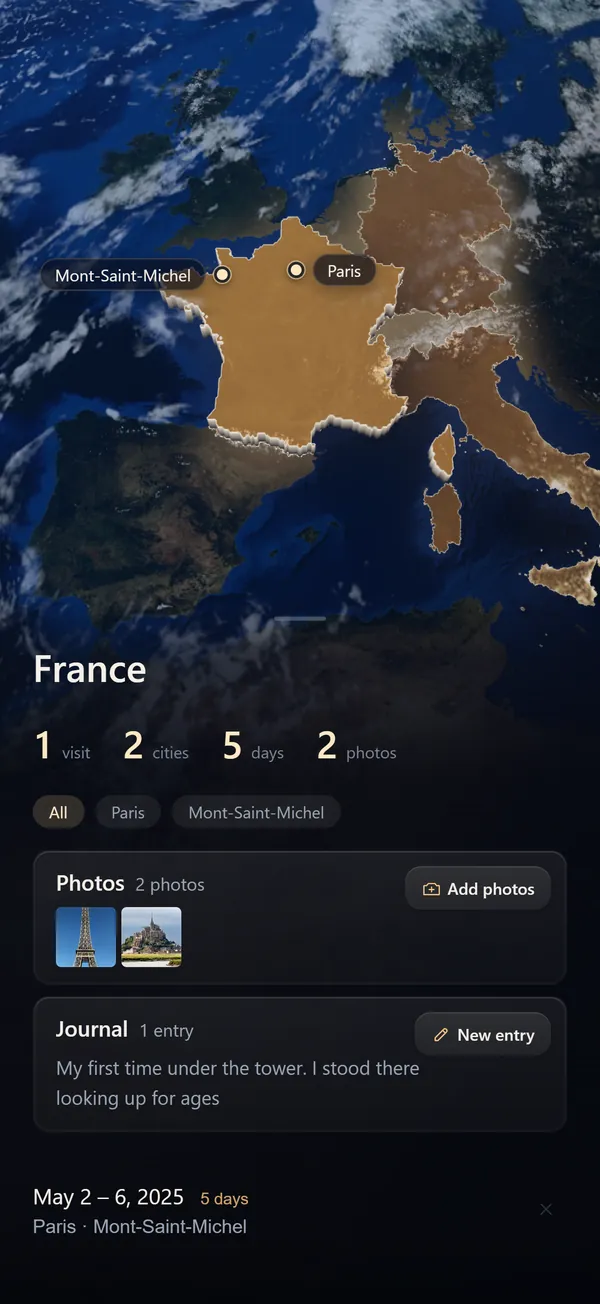 Mont-Saint-Michel
Paris
France
1 visit 2 cities 5 days 2 photos
All Paris Mont-Saint-Michel
Photos 2 photos
Add photos
Journal 1 entry
New entry
My first time under the tower. I stood there
looking up for ages
May 2 – 6, 2025 5 days
Paris · Mont-Saint-Michel